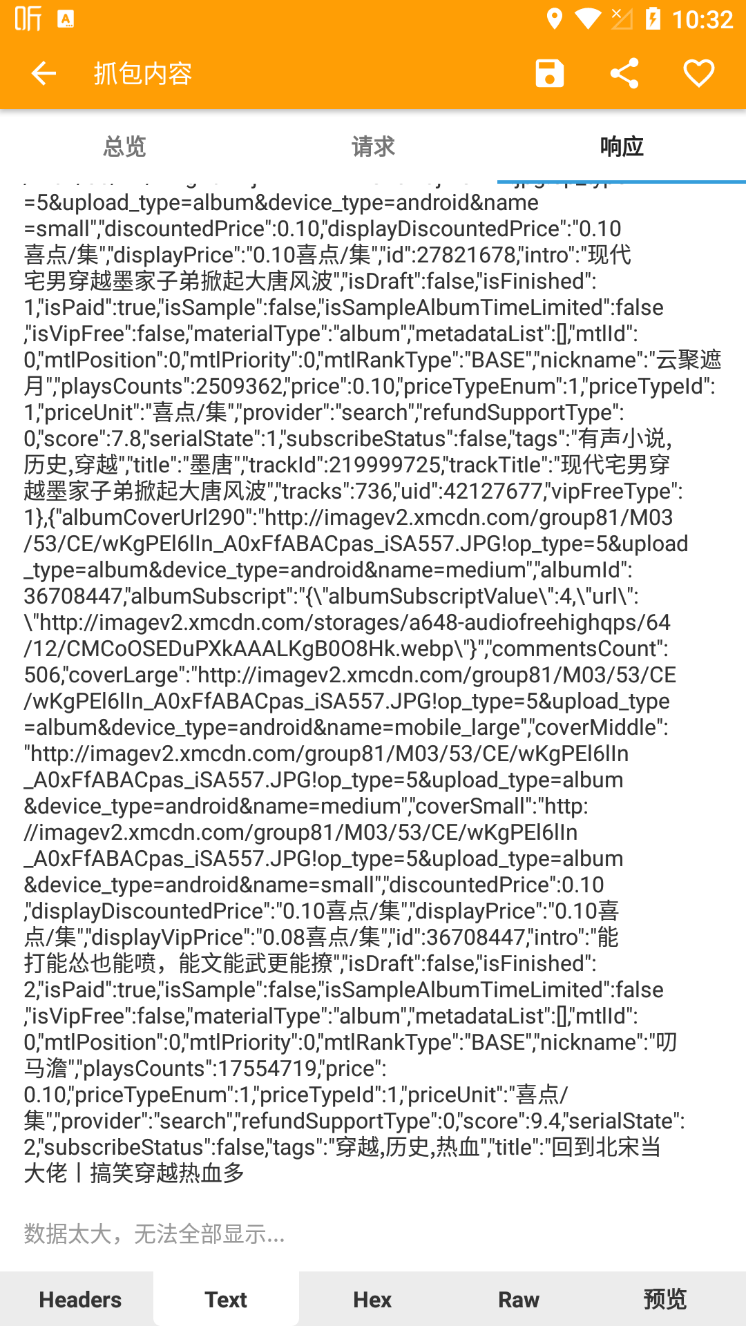 听 A 10:32
抓包内容
总览 请求 响应
=5&upload_type=album&device_type=android&name
=small","discountedPrice":0.10,"displayDiscountedPrice":"0.10
喜点/集","displayPrice":"0.10喜点/集","id":27821678,"intro":"现代
宅男穿越墨家子弟掀起大唐风波","isDraft":false,"isFinished":
1,"isPaid":true,"isSample":false,"isSampleAlbumTimeLimited":false
,"isVipFree":false,"materialType":"album","metadataList":[],"mtlId":
0,"mtlPosition":0,"mtlPriority":0,"mtlRankType":"BASE","nickname":"云聚遮
月","playsCounts":2509362,"price":0.10,"priceTypeEnum":1,"priceTypeId":
1,"priceUnit":"喜点/集","provider":"search","refundSupportType":
0,"score":7.8,"serialState":1,"subscribeStatus":false,"tags":"有声小说,
历史,穿越","title":"墨唐","trackId":219999725,"trackTitle":"现代宅男穿
越墨家子弟掀起大唐风波","tracks":736,"uid":42127677,"vipFreeType":
1},{"albumCoverUrl290":"http://imagev2.xmcdn.com/group81/M03
/53/CE/wKgPEl6lIn_A0xFfABACpas_iSA557.JPG!op_type=5&upload
_type=album&device_type=android&name=medium","albumId":
36708447,"albumSubscript":"{\"albumSubscriptValue\":4,\"url\":
\"http://imagev2.xmcdn.com/storages/a648-audiofreehighqps/64
/12/CMCoOSEDuPXkAAALKgB0O8Hk.webp\"}","commentsCount":
506,"coverLarge":"http://imagev2.xmcdn.com/group81/M03/53/CE
/wKgPEl6lIn_A0xFfABACpas_iSA557.JPG!op_type=5&upload_type
=album&device_type=android&name=mobile_large","coverMiddle":
"http://imagev2.xmcdn.com/group81/M03/53/CE/wKgPEl6lIn
_A0xFfABACpas_iSA557.JPG!op_type=5&upload_type=album
&device_type=android&name=medium","coverSmall":"http:
//imagev2.xmcdn.com/group81/M03/53/CE/wKgPEl6lIn
_A0xFfABACpas_iSA557.JPG!op_type=5&upload_type=album
&device_type=android&name=small","discountedPrice":0.10
,"displayDiscountedPrice":"0.10喜点/集","displayPrice":"0.10喜
点/集","displayVipPrice":"0.08喜点/集","id":36708447,"intro":"能
打能怂也能喷，能文能武更能撩","isDraft":false,"isFinished":
2,"isPaid":true,"isSample":false,"isSampleAlbumTimeLimited":false
,"isVipFree":false,"materialType":"album","metadataList":[],"mtlId":
0,"mtlPosition":0,"mtlPriority":0,"mtlRankType":"BASE","nickname":"叨
马澹","playsCounts":17554719,"price":
0.10,"priceTypeEnum":1,"priceTypeId":1,"priceUnit":"喜点/
集","provider":"search","refundSupportType":0,"score":9.4,"serialState":
2,"subscribeStatus":false,"tags":"穿越,历史,热血","title":"回到北宋当
大佬丨搞笑穿越热血多
数据太大，无法全部显示...
Headers Text Hex Raw 预览